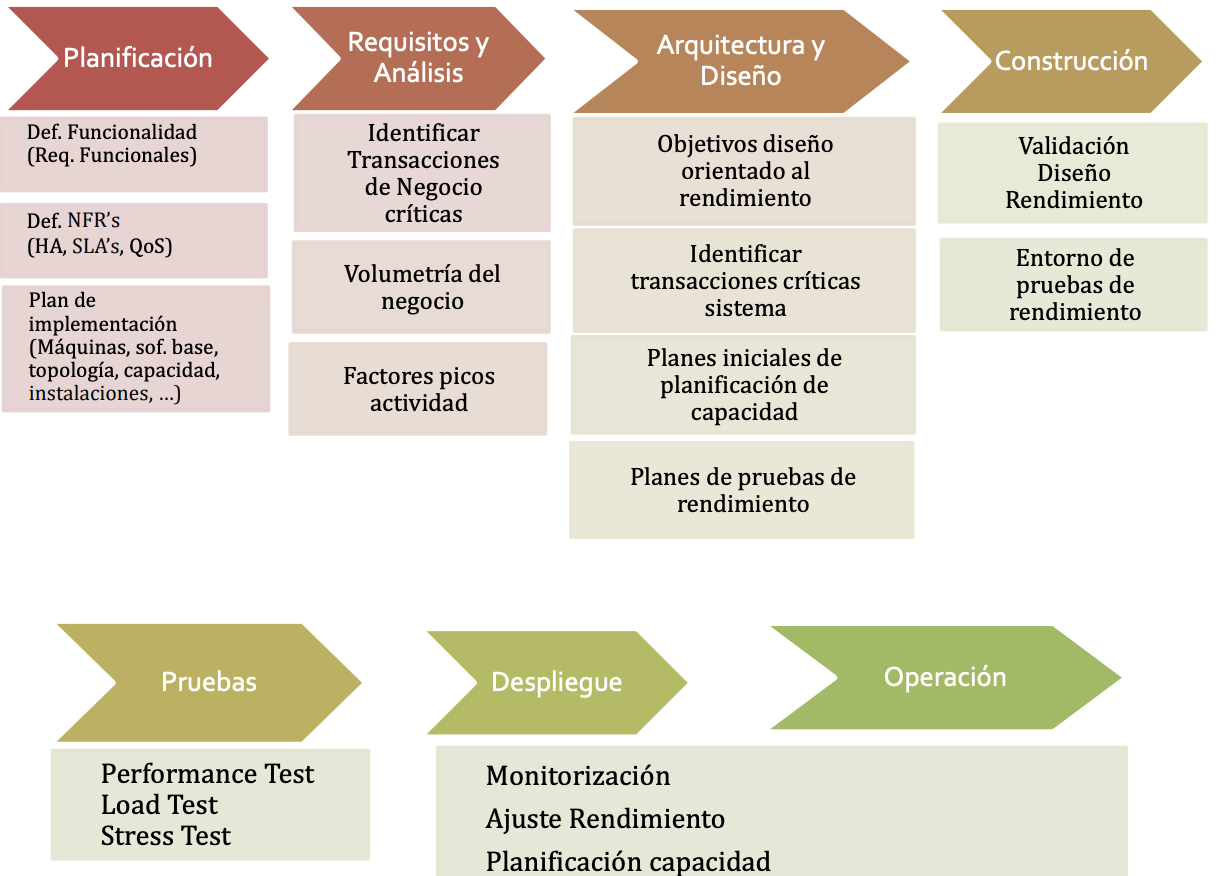 Planificación
Def. Funcionalidad
(Req. Funcionales)
Def. NFR’s
(HA, SLA’s, QoS)
Plan de
implementación
(Máquinas, sof. base,
topología, capacidad,
instalaciones, ...)
Requisitos y
Análisis
Identificar
Transacciones
de Negocio
críticas
Volumetría del
negocio
Factores picos
actividad
Arquitectura y
Diseño
Objetivos diseño
orientado al
rendimiento
Identificar
transacciones críticas
sistema
Planes iniciales de
planificación de
capacidad
Planes de pruebas de
rendimiento
Construcción
Validación
Diseño
Rendimiento
Entorno de
pruebas de
rendimiento
Pruebas
Performance Test
Load Test
Stress Test
Despliegue
Operación
Monitorización
Ajuste Rendimiento
Planificación capacidad